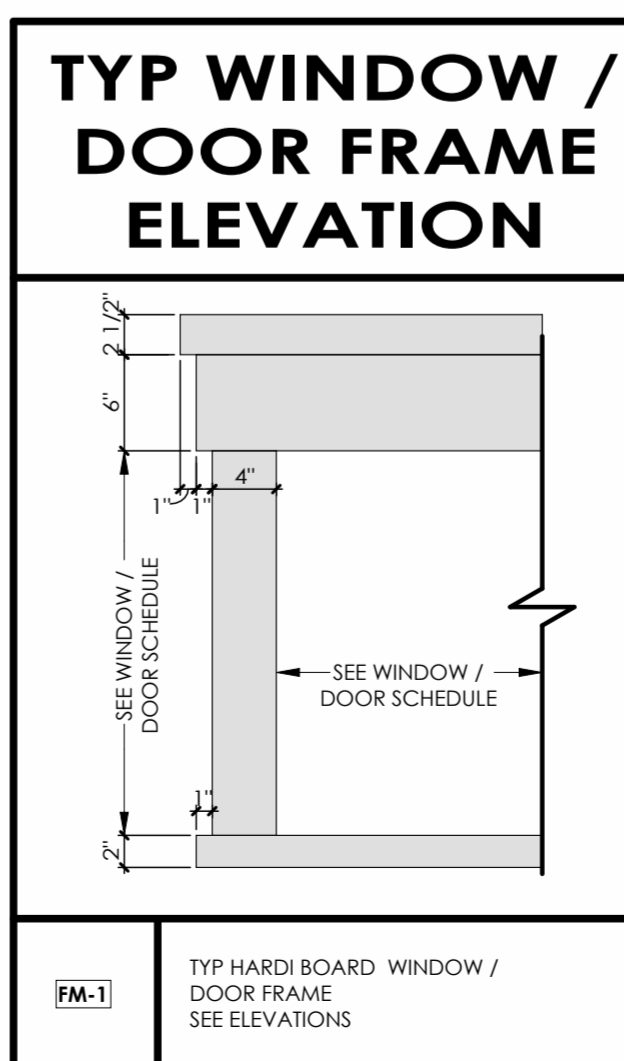 TYP WINDOW /
DOOR FRAME
ELEVATION
2 1/2"
6"
4"
1"
1"
SEE WINDOW /
DOOR SCHEDULE
SEE WINDOW /
DOOR SCHEDULE
1"
2"
FM-1
TYP HARDI BOARD WINDOW /
DOOR FRAME
SEE ELEVATIONS